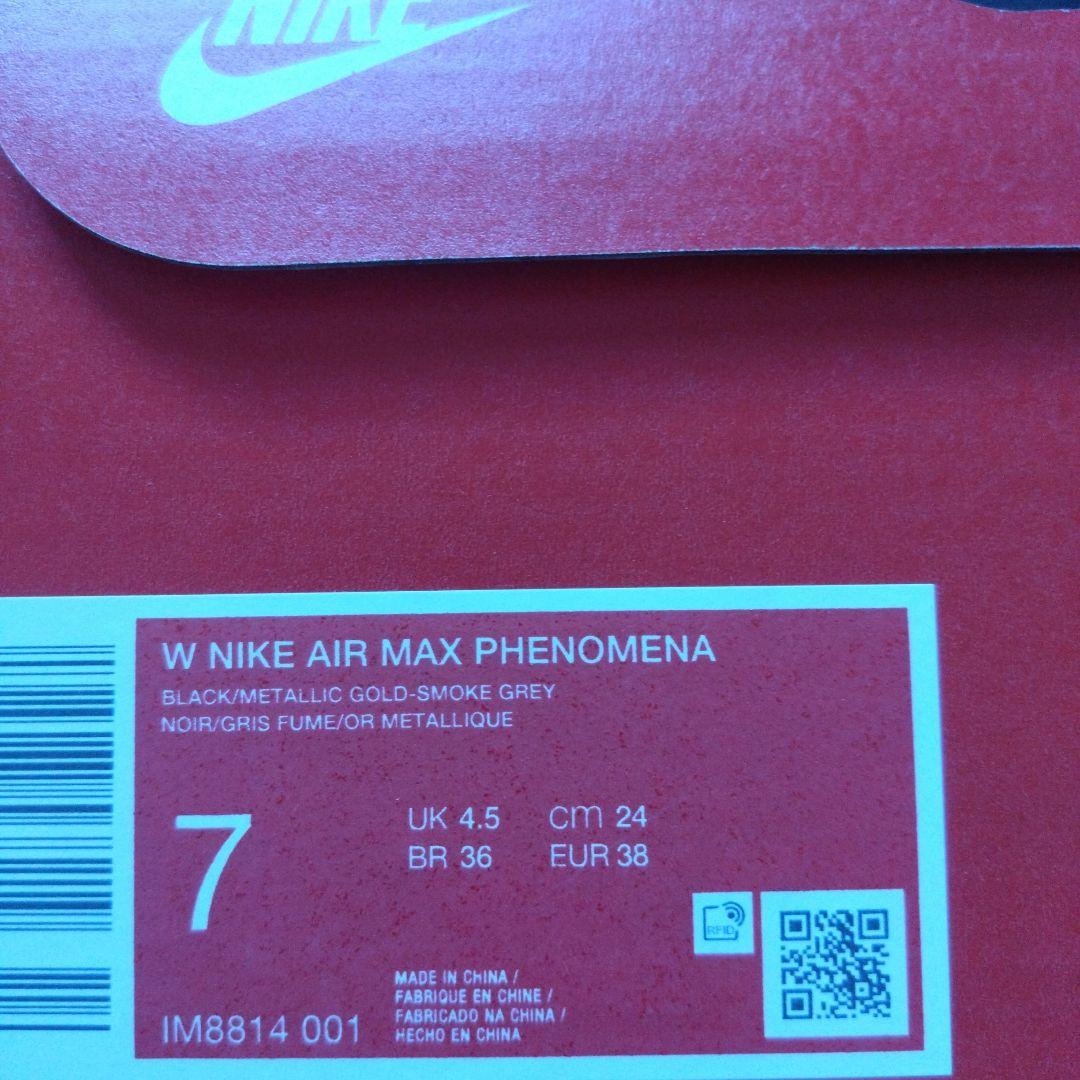 NIKE
W NIKE AIR MAX PHENOMENA
BLACK/METALLIC GOLD-SMOKE GREY
NOIR/GRIS FUME/OR METALLIQUE
7
UK 4.5 cm 24
BR 36 EUR 38
RFID
IM8814 001
MADE IN CHINA /
FABRIQUE EN CHINE /
FABRICADO NA CHINA /
HECHO EN CHINA